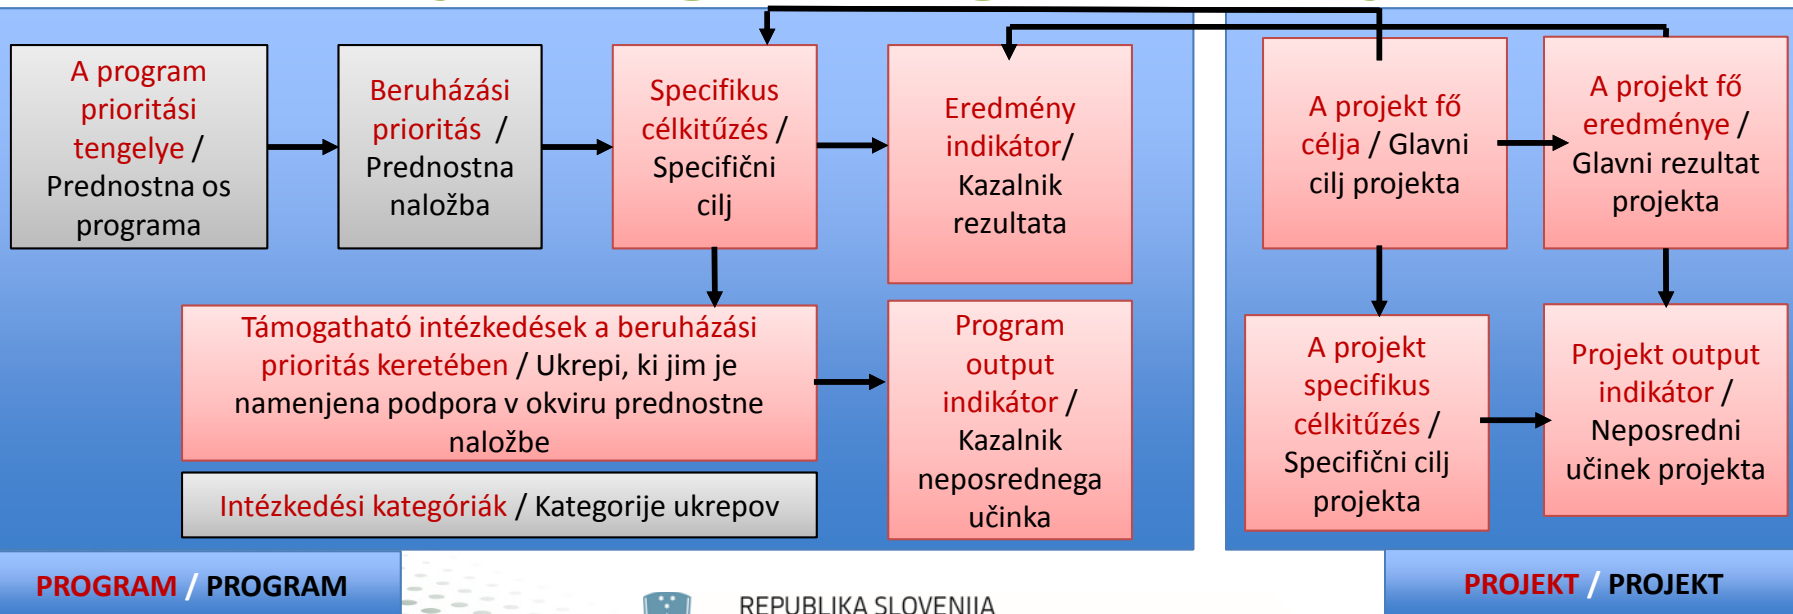 A program
prioritási
tengelye /
Prednostna os
programa
Beruházási
prioritás /
Prednostna
naložba
Specifikus
célkitűzés /
Specifični
cilj
Eredmény
indikátor/
Kazalnik
rezultata
A projekt fő
célja / Glavni
cilj projekta
A projekt fő
eredménye /
Glavni rezultat
projekta
Támogatható intézkedések a beruházási
prioritás keretében / Ukrepi, ki jim je
namenjena podpora v okviru prednostne
naložbe
Program
output
indikátor /
Kazalnik
neposrednega
učinka
A projekt
specifikus
célkitűzés /
Specifični cilj
projekta
Projekt output
indikátor /
Neposredni
učinek projekta
Intézkedési kategóriák / Kategorije ukrepov
PROGRAM / PROGRAM
REPUBLIKA SLOVENIJA
PROJEKT / PROJEKT